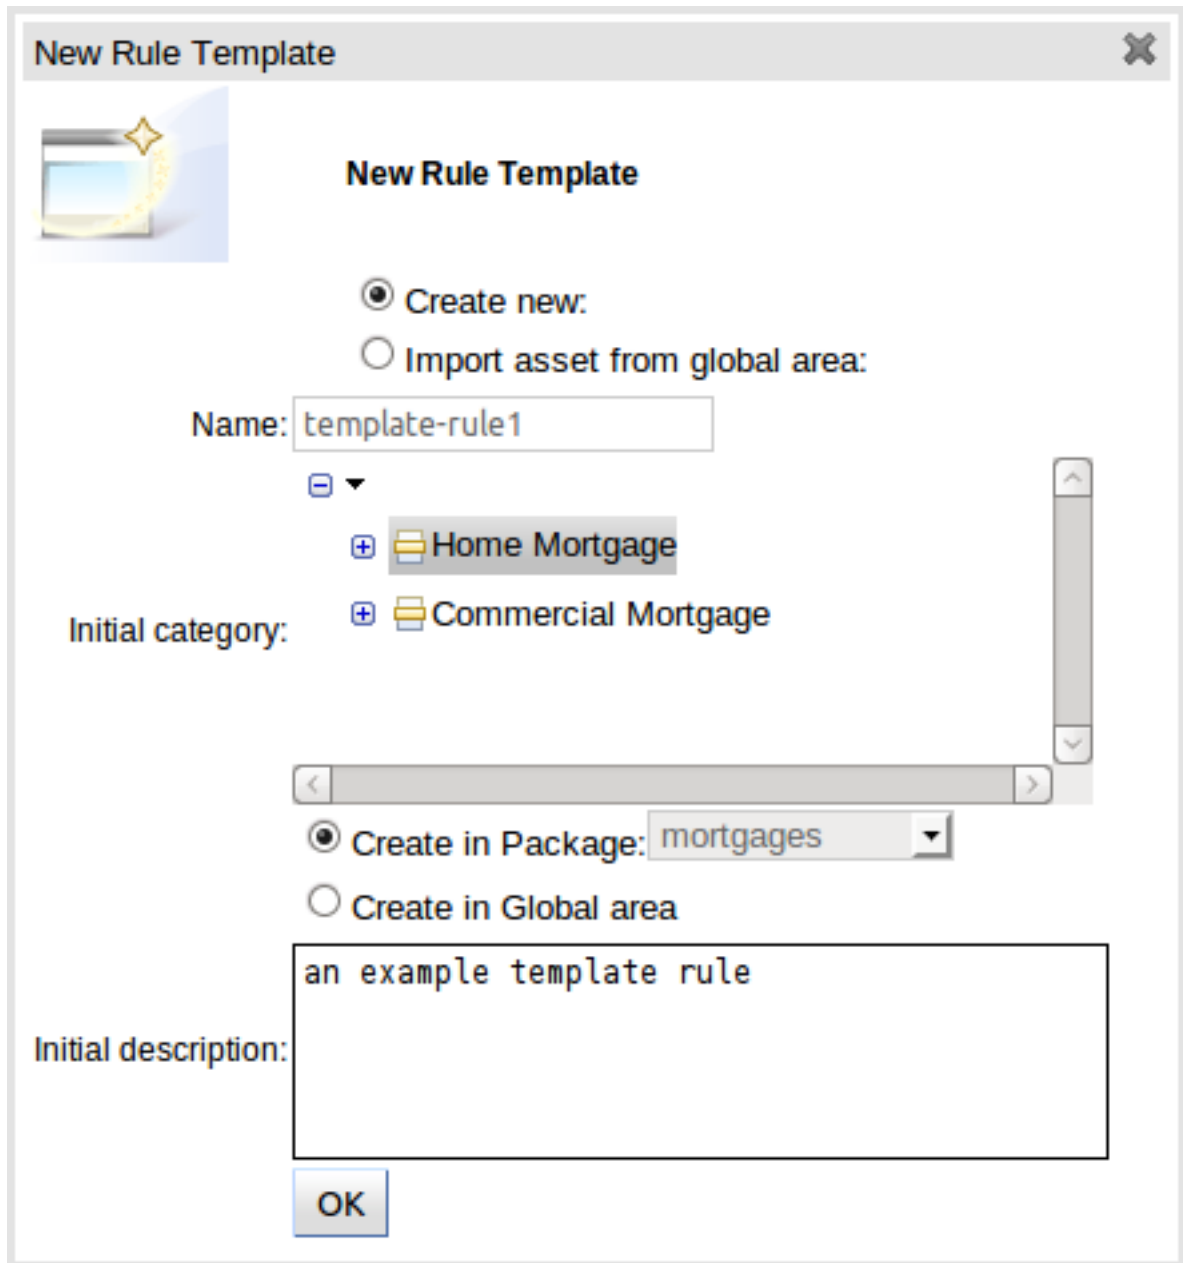 New Rule Template
New Rule Template
Create new:
Import asset from global area:
Name: template-rule1
Home Mortgage
Initial category:
Commercial Mortgage
Create in Package: mortgages
Create in Global area
an example template rule
Initial description:
OK